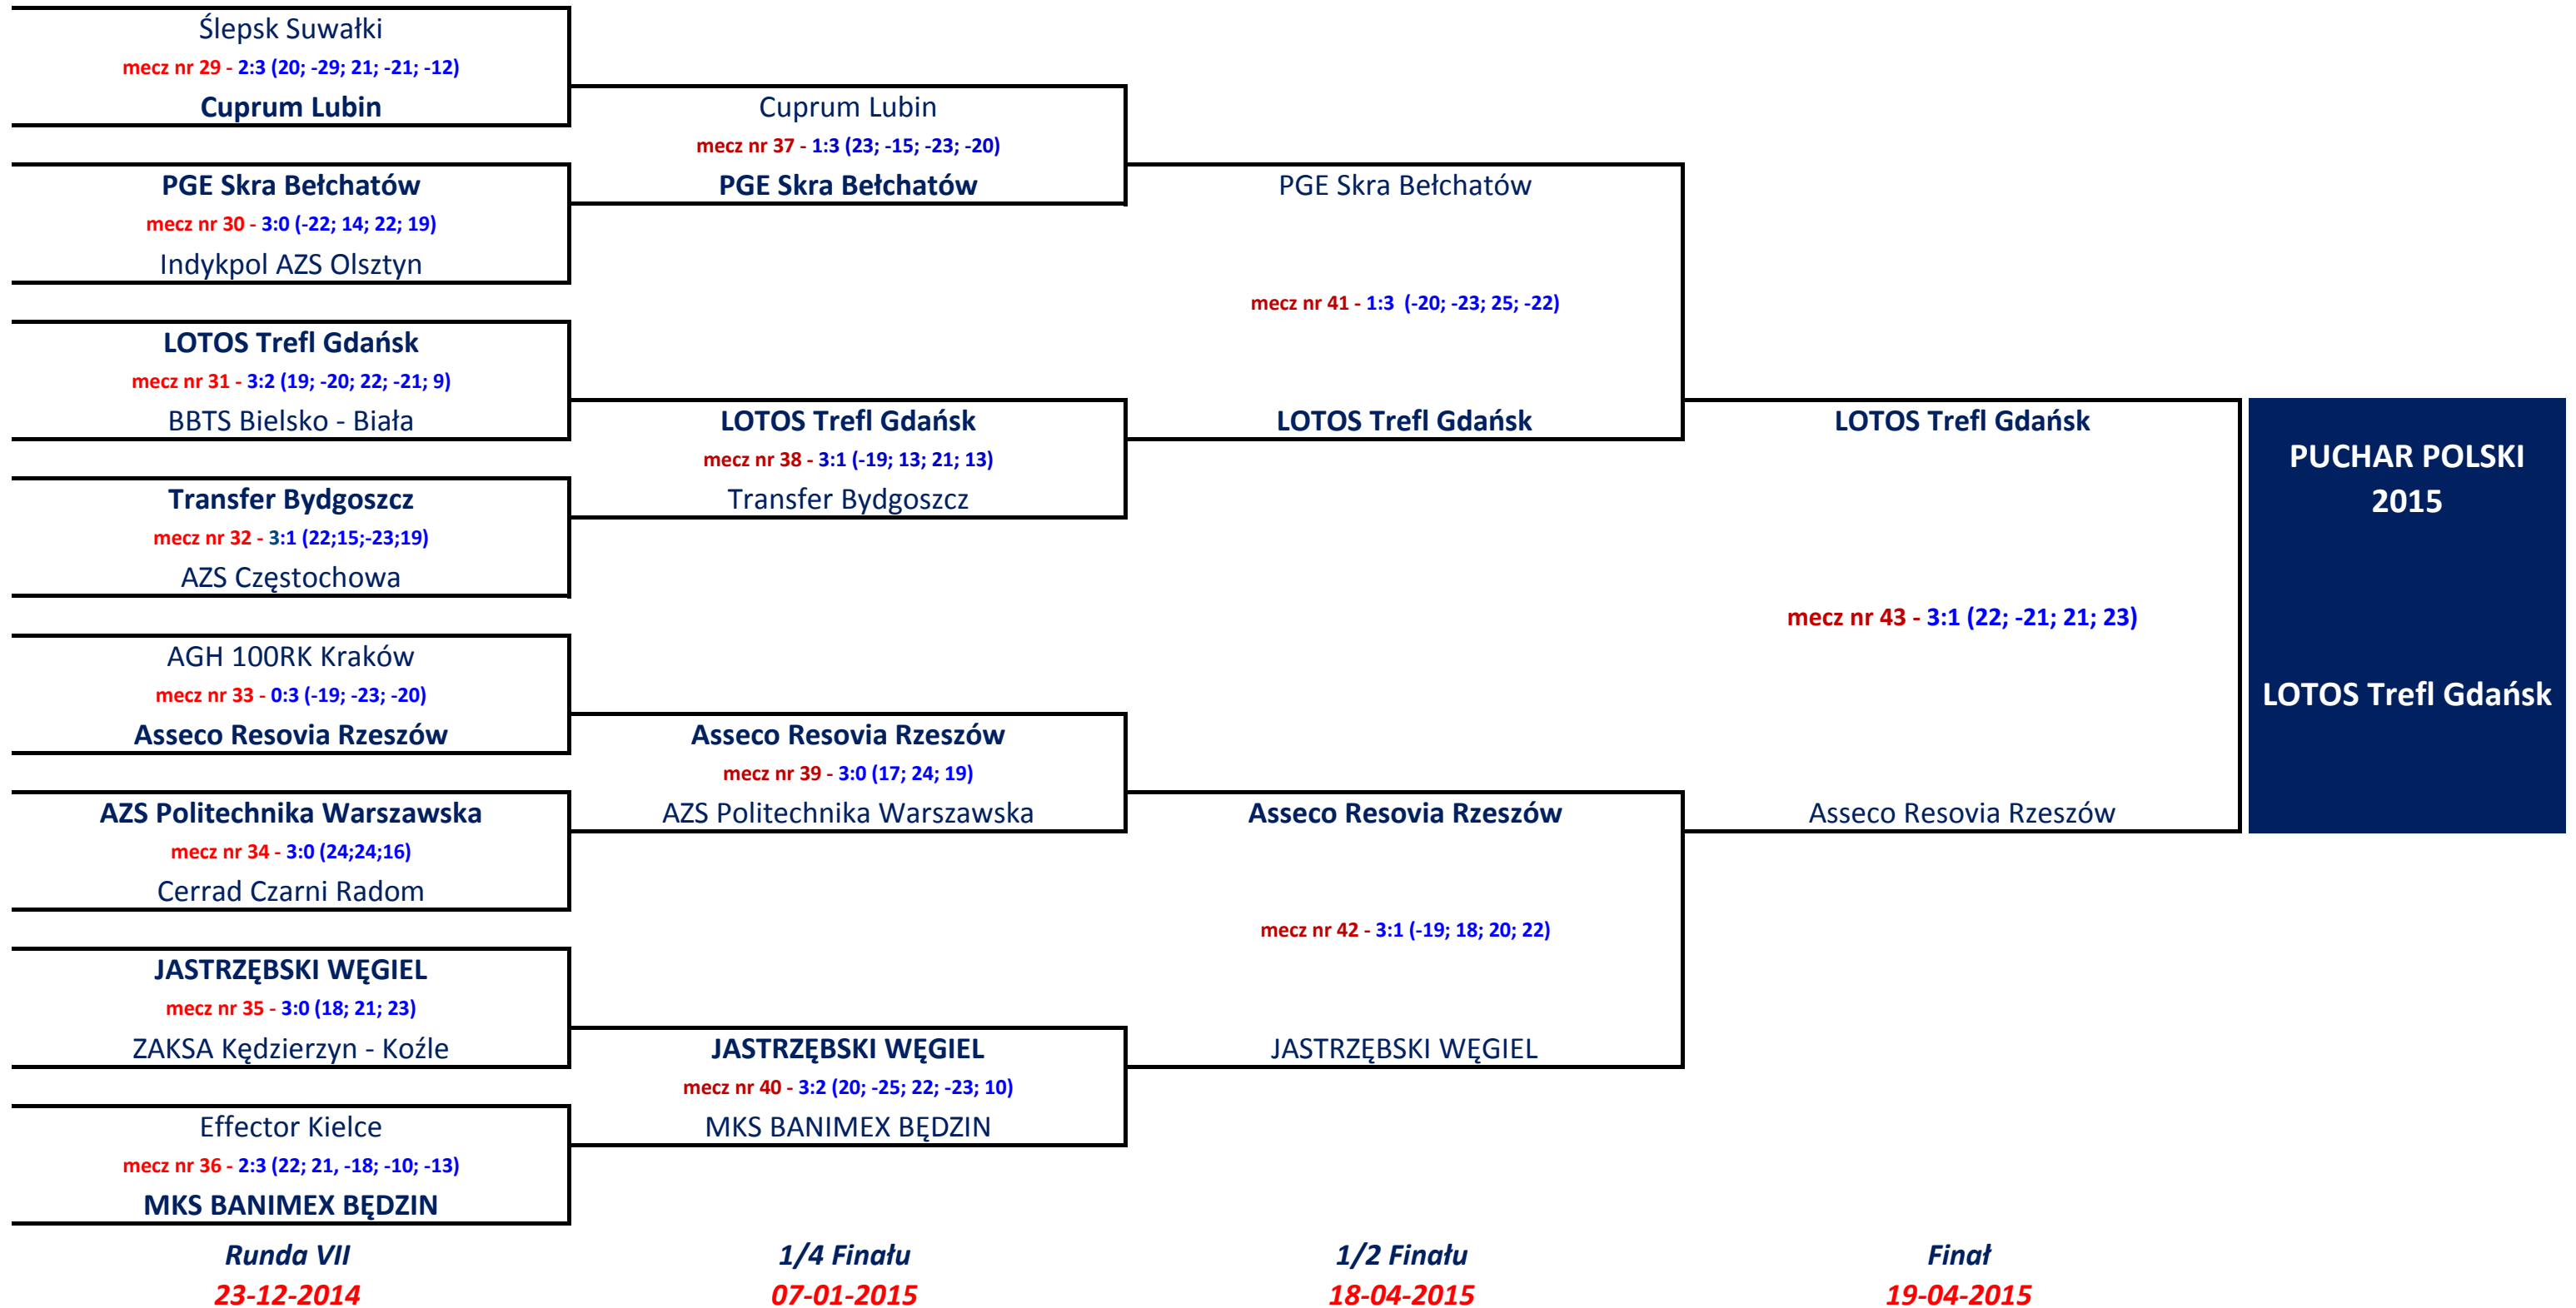 Ślepsk Suwałki
mecz nr 29 - 2:3 (20; -29; 21; -21; -12)
Cuprum Lubin
PGE Skra Bełchatów
mecz nr 30 - 3:0 (-22; 14; 22; 19)
Indykpol AZS Olsztyn
LOTOS Trefl Gdańsk
mecz nr 31 - 3:2 (19; -20; 22; -21; 9)
BBTS Bielsko - Biała
Transfer Bydgoszcz
mecz nr 32 - 3:1 (22;15;-23;19)
AZS Częstochowa
AGH 100RK Kraków
mecz nr 33 - 0:3 (-19; -23; -20)
Asseco Resovia Rzeszów
AZS Politechnika Warszawska
mecz nr 34 - 3:0 (24;24;16)
Cerrad Czarni Radom
JASTRZĘBSKI WĘGIEL
mecz nr 35 - 3:0 (18; 21; 23)
ZAKSA Kędzierzyn - Koźle
Effector Kielce
mecz nr 36 - 2:3 (22; 21, -18; -10; -13)
MKS BANIMEX BĘDZIN
Runda VII
23-12-2014
Cuprum Lubin
mecz nr 37 - 1:3 (23; -15; -23; -20)
PGE Skra Bełchatów
LOTOS Trefl Gdańsk
mecz nr 38 - 3:1 (-19; 13; 21; 13)
Transfer Bydgoszcz
Asseco Resovia Rzeszów
mecz nr 39 - 3:0 (17; 24; 19)
AZS Politechnika Warszawska
JASTRZĘBSKI WĘGIEL
mecz nr 40 - 3:2 (20; -25; 22; -23; 10)
MKS BANIMEX BĘDZIN
1/4 Finału
07-01-2015
PGE Skra Bełchatów
mecz nr 41 - 1:3 (-20; -23; 25; -22)
LOTOS Trefl Gdańsk
Asseco Resovia Rzeszów
mecz nr 42 - 3:1 (-19; 18; 20; 22)
JASTRZĘBSKI WĘGIEL
1/2 Finału
18-04-2015
LOTOS Trefl Gdańsk
mecz nr 43 - 3:1 (22; -21; 21; 23)
Asseco Resovia Rzeszów
Finał
19-04-2015
PUCHAR POLSKI
2015
LOTOS Trefl Gdańsk